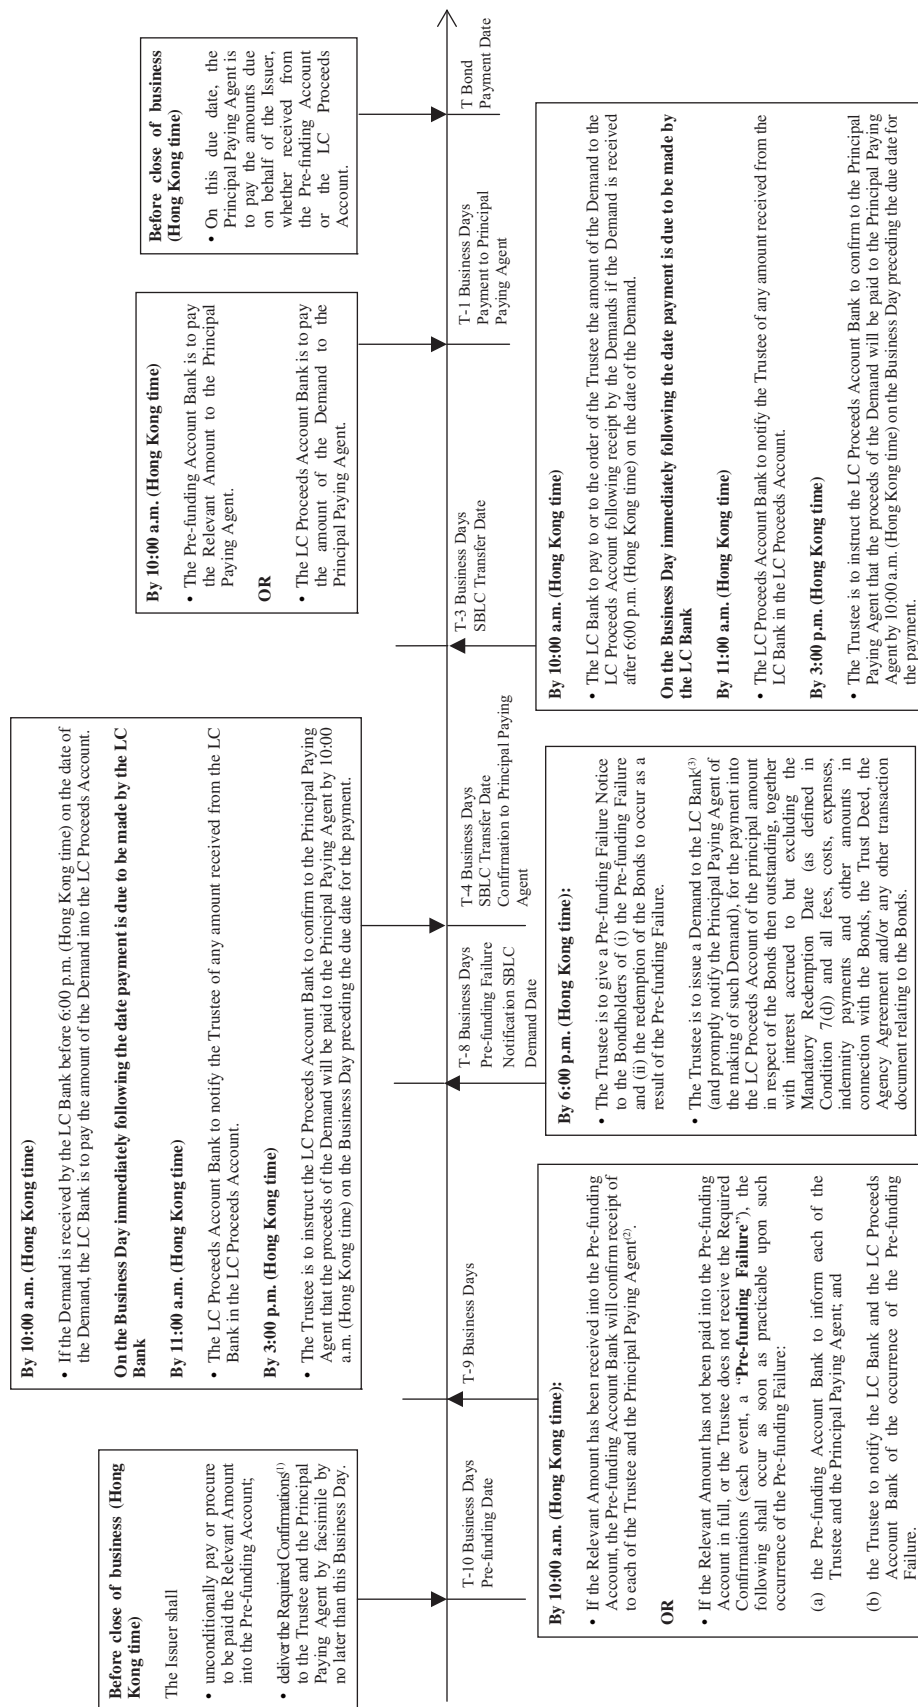 Before close of business (Hong
Kong time)
The Issuer shall
• unconditionally pay or procure
to be paid the Relevant Amount
into the Pre-funding Account;
• deliver the Required Confirmations(1)
to the Trustee and the Principal
Paying Agent by facsimile by
no later than this Business Day.
By 10:00 a.m. (Hong Kong time)
• If the Demand is received by the LC Bank before 6:00 p.m. (Hong Kong time) on the date of
the Demand, the LC Bank is to pay the amount of the Demand into the LC Proceeds Account.
On the Business Day immediately following the date payment is due to be made by the LC
Bank
By 11:00 a.m. (Hong Kong time)
• The LC Proceeds Account Bank to notify the Trustee of any amount received from the LC
Bank in the LC Proceeds Account.
By 3:00 p.m. (Hong Kong time)
• The Trustee is to instruct the LC Proceeds Account Bank to confirm to the Principal Paying
Agent that the proceeds of the Demand will be paid to the Principal Paying Agent by 10:00
a.m. (Hong Kong time) on the Business Day preceding the due date for the payment.
By 10:00 a.m. (Hong Kong time)
• The Pre-funding Account Bank is to pay
the Relevant Amount to the Principal
Paying Agent.
OR
• The LC Proceeds Account Bank is to pay
the amount of the Demand to the
Principal Paying Agent.
Before close of business
(Hong Kong time)
• On this due date, the
Principal Paying Agent is
to pay the amounts due
on behalf of the Issuer,
whether received from
the Pre-finding Account
or the LC Proceeds
Account.
T-10 Business Days
Pre-funding Date
T-9 Business Days
T-8 Business Days
Pre-funding Failure
Notification SBLC
Demand Date
T-4 Business Days
SBLC Transfer Date
Confirmation to Principal Paying
Agent
T-3 Business Days
SBLC Transfer Date
T-1 Business Days
Payment to Principal
Paying Agent
T Bond
Payment Date
By 10:00 a.m. (Hong Kong time):
• If the Relevant Amount has been received into the Pre-funding
Account, the Pre-funding Account Bank will confirm receipt of
to each of the Trustee and the Principal Paying Agent(2).
OR
• If the Relevant Amount has not been paid into the Pre-funding
Account in full, or the Trustee does not receive the Required
Confirmations (each event, a “Pre-funding Failure”), the
following shall occur as soon as practicable upon such
occurrence of the Pre-funding Failure:
(a) the Pre-funding Account Bank to inform each of the
Trustee and the Principal Paying Agent; and
(b) the Trustee to notify the LC Bank and the LC Proceeds
Account Bank of the occurrence of the Pre-funding
Failure.
By 6:00 p.m. (Hong Kong time):
• The Trustee is to give a Pre-funding Failure Notice
to the Bondholders of (i) the Pre-funding Failure
and (ii) the redemption of the Bonds to occur as a
result of the Pre-funding Failure.
• The Trustee is to issue a Demand to the LC Bank(3)
(and promptly notify the Principal Paying Agent of
the making of such Demand), for the payment into
the LC Proceeds Account of the principal amount
in respect of the Bonds then outstanding, together
with interest accrued to but excluding the
Mandatory Redemption Date (as defined in
Condition 7(d)) and all fees, costs, expenses,
indemnity payments and other amounts in
connection with the Bonds, the Trust Deed, the
Agency Agreement and/or any other transaction
document relating to the Bonds.
By 10:00 a.m. (Hong Kong time)
• The LC Bank to pay to or to the order of the Trustee the amount of the Demand to the
LC Proceeds Account following receipt by the Demands if the Demand is received
after 6:00 p.m. (Hong Kong time) on the date of the Demand.
On the Business Day immediately following the date payment is due to be made by
the LC Bank
By 11:00 a.m. (Hong Kong time)
• The LC Proceeds Account Bank to notify the Trustee of any amount received from the
LC Bank in the LC Proceeds Account.
By 3:00 p.m. (Hong Kong time)
• The Trustee is to instruct the LC Proceeds Account Bank to confirm to the Principal
Paying Agent that the proceeds of the Demand will be paid to the Principal Paying
Agent by 10:00 a.m. (Hong Kong time) on the Business Day preceding the due date for
the payment.